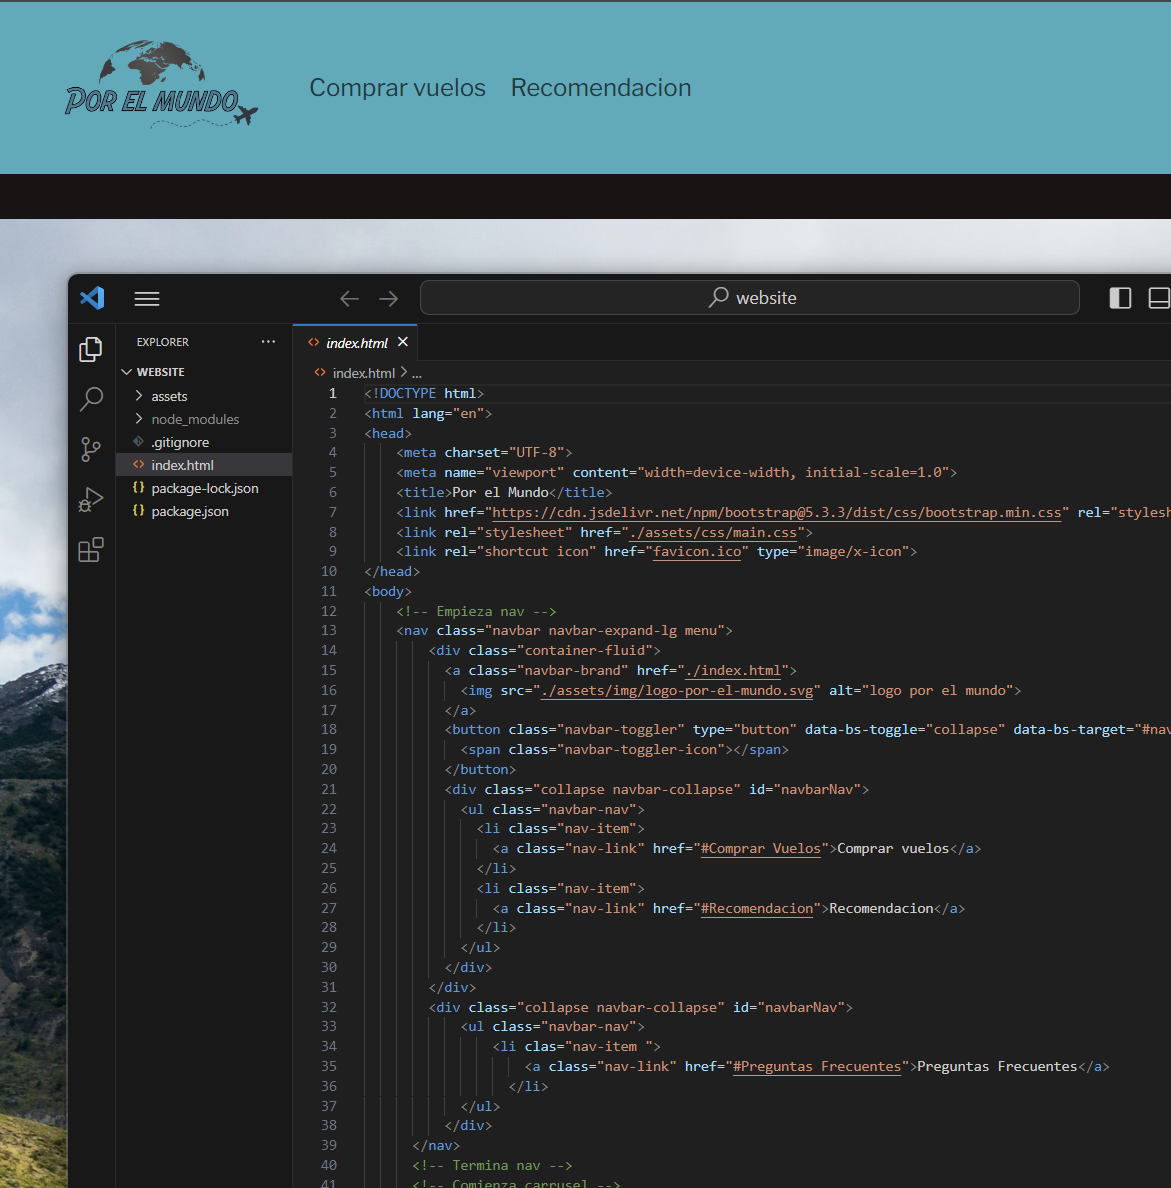 POR EL MUNDO
Comprar vuelos Recomendacion
website
EXPLORER ...
index.html
WEBSITE
assets
node_modules
.gitignore
index.html
package-lock.json
package.json
index.html > ...
1 <!DOCTYPE html>
2 <html lang="en">
3 <head>
4 <meta charset="UTF-8">
5 <meta name="viewport" content="width=device-width, initial-scale=1.0">
6 <title>Por el Mundo</title>
7 <link href="https://cdn.jsdelivr.net/npm/bootstrap@5.3.3/dist/css/bootstrap.min.css" rel="stylesh
8 <link rel="stylesheet" href="./assets/css/main.css">
9 <link rel="shortcut icon" href="favicon.ico" type="image/x-icon">
10 </head>
11 <body>
12 <!-- Empieza nav -->
13 <nav class="navbar navbar-expand-lg menu">
14 <div class="container-fluid">
15 <a class="navbar-brand" href="./index.html">
16 <img src="./assets/img/logo-por-el-mundo.svg" alt="logo por el mundo">
17 </a>
18 <button class="navbar-toggler" type="button" data-bs-toggle="collapse" data-bs-target="#nav
19 <span class="navbar-toggler-icon"></span>
20 </button>
21 <div class="collapse navbar-collapse" id="navbarNav">
22 <ul class="navbar-nav">
23 <li class="nav-item">
24 <a class="nav-link" href="#Comprar Vuelos">Comprar vuelos</a>
25 </li>
26 <li class="nav-item">
27 <a class="nav-link" href="#Recomendacion">Recomendacion</a>
28 </li>
29 </ul>
30 </div>
31 </div>
32 <div class="collapse navbar-collapse" id="navbarNav">
33 <ul class="navbar-nav">
34 <li clas="nav-item ">
35 <a class="nav-link" href="#Preguntas Frecuentes">Preguntas Frecuentes</a>
36 </li>
37 </ul>
38 </div>
39 </nav>
40 <!-- Termina nav -->
41 <!-- Comienza carrusel -->